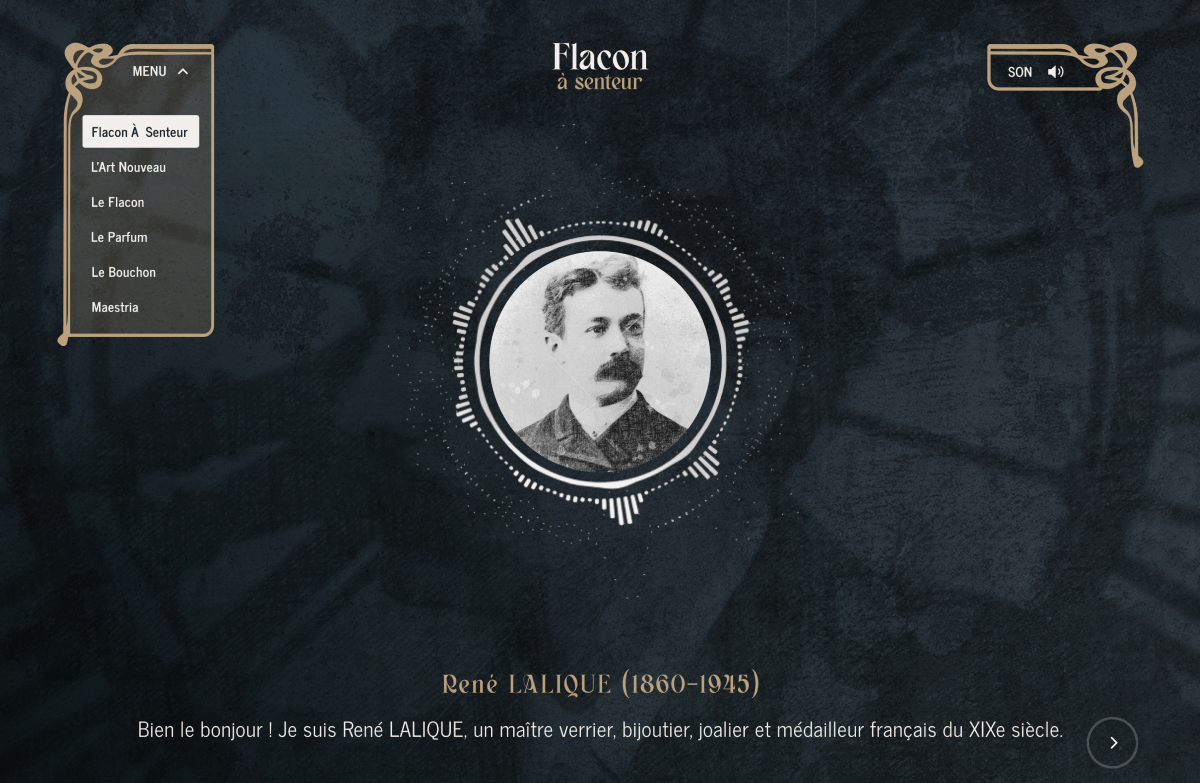 MENU
Flacon À Senteur
L'Art Nouveau
Le Flacon
Le Parfum
Le Bouchon
Maestria
Flacon
à senteur
SON
René LALIQUE (1860-1945)
Bien le bonjour ! Je suis René LALIQUE, un maître verrier, bijoutier, joalier et médailleur français du XIXe siècle.